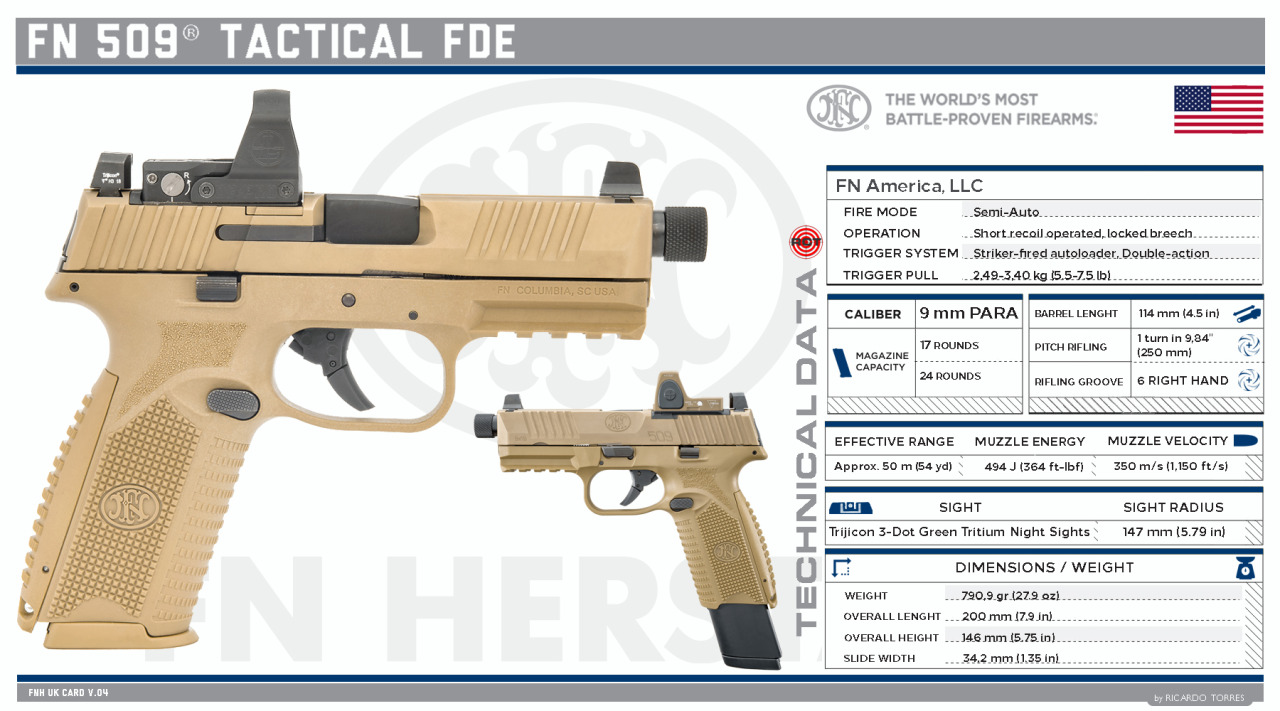 FN 509® TACTICAL FDE
FN
THE WORLD'S MOST
BATTLE-PROVEN FIREARMS.
FN America, LLC
FIRE MODE Semi-Auto
OPERATION Short recoil operated, locked breech
TRIGGER SYSTEM Striker-fired autoloader, Double-action
TRIGGER PULL 2,49-3,40 kg (5.5-7.5 lb)
CALIBER 9 mm PARA
MAGAZINE CAPACITY 17 ROUNDS
24 ROUNDS
BARREL LENGHT 114 mm (4.5 in)
PITCH RIFLING 1 turn in 9,84"
(250 mm)
RIFLING GROOVE 6 RIGHT HAND
EFFECTIVE RANGE MUZZLE ENERGY MUZZLE VELOCITY
Approx. 50 m (54 yd) 494 J (364 ft-lbf) 350 m/s (1,150 ft/s)
SIGHT SIGHT RADIUS
Trijicon 3-Dot Green Tritium Night Sights 147 mm (5.79 in)
DIMENSIONS / WEIGHT
WEIGHT 790,9 gr (27.9 oz)
OVERALL LENGHT 200 mm (7.9 in)
OVERALL HEIGHT 146 mm (5.75 in)
SLIDE WIDTH 34,2 mm (1.35 in)
TECHNICAL DATA
FN COLUMBIA, SC USA
R
FN
509
FN
FN HERSTA
FNH UK CARD V.04
by RICARDO TORRES